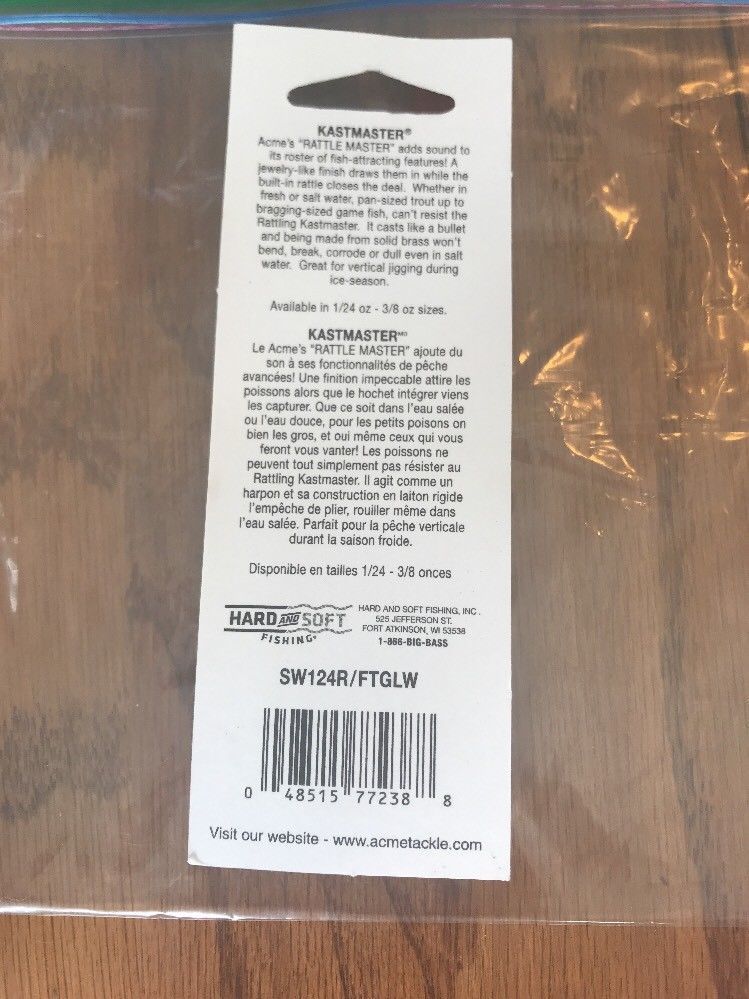 KASTMASTER®
Acme's "RATTLE MASTER" adds sound to
its roster of fish-attracting features! A
jewelry-like finish draws them in while the
built-in rattle closes the deal. Whether in
fresh or salt water, pan-sized trout up to
bragging-sized game fish, can't resist the
Rattling Kastmaster. It casts like a bullet
and being made from solid brass won't
bend, break, corrode or dull even in salt
water. Great for vertical jigging during
ice-season.
Available in 1/24 oz - 3/8 oz sizes.
KASTMASTERᴹᴰ
Le Acme's "RATTLE MASTER" ajoute du
son à ses fonctionnalités de pêche
avancées! Une finition impeccable attire les
poissons alors que le hochet intégrer viens
les capturer. Que ce soit dans l'eau salée
ou l'eau douce, pour les petits poisons on
bien les gros, et oui même ceux qui vous
feront vous vanter! Les poissons ne
peuvent tout simplement pas résister au
Rattling Kastmaster. Il agit comme un
harpon et sa construction en laiton rigide
l'empêche de plier, rouiller même dans
l'eau salée. Parfait pour la pêche verticale
durant la saison froide.
Disponible en tailles 1/24 - 3/8 onces
HARD AND SOFT
FISHING®
HARD AND SOFT FISHING, INC.
525 JEFFERSON ST.
FORT ATKINSON, WI 53538
1-866-BIG-BASS
SW124R/FTGLW
0 48515 77238 8
Visit our website - www.acmetackle.com